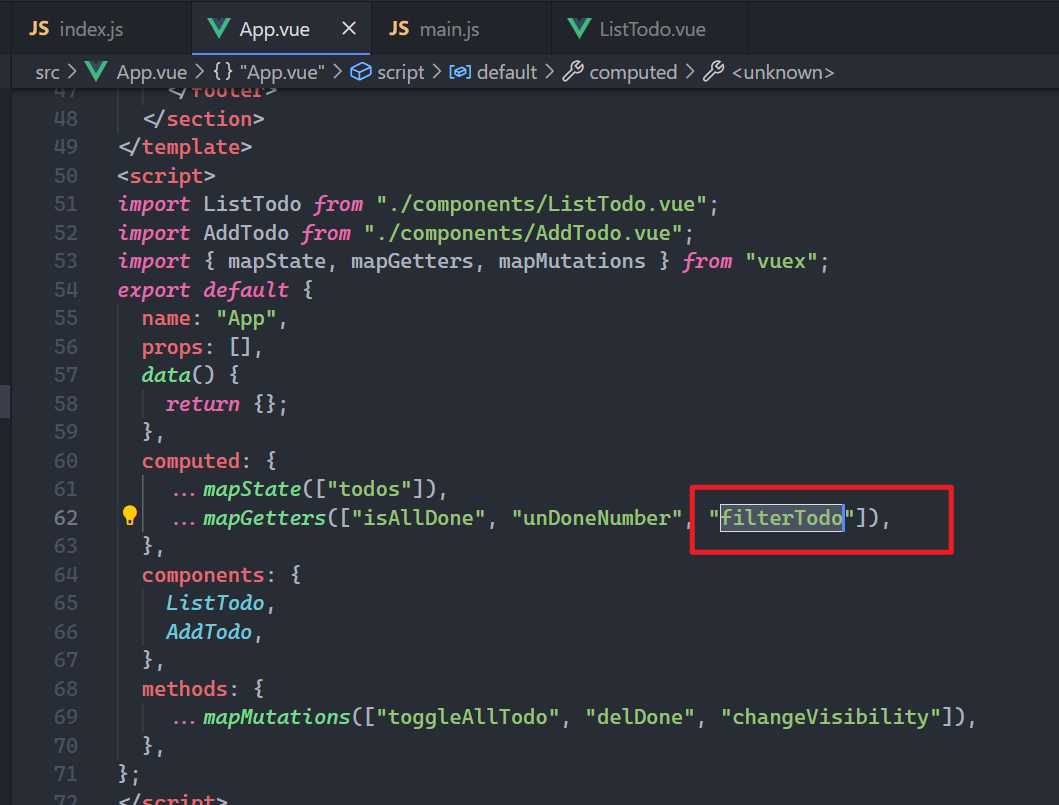 JS index.js
App.vue
JS main.js
ListTodo.vue
src > App.vue > {} "App.vue" > script > default > computed > <unknown>
47 </footer>
48 </section>
49 </template>
50 <script>
51 import ListTodo from "./components/ListTodo.vue";
52 import AddTodo from "./components/AddTodo.vue";
53 import { mapState, mapGetters, mapMutations } from "vuex";
54 export default {
55 name: "App",
56 props: [],
57 data() {
58 return {};
59 },
60 computed: {
61 ...mapState(["todos"]),
62 ...mapGetters(["isAllDone", "unDoneNumber", "filterTodo"]),
63 },
64 components: {
65 ListTodo,
66 AddTodo,
67 },
68 methods: {
69 ...mapMutations(["toggleAllTodo", "delDone", "changeVisibility"]),
70 },
71 };
72 </script>